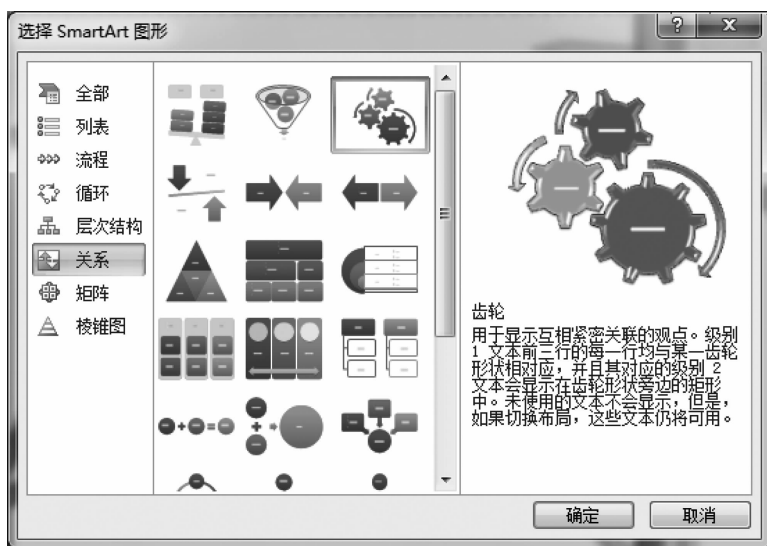 选择 SmartArt 图形
全部
列表
流程
循环
层次结构
关系
矩阵
棱锥图
齿轮
用于显示互相紧密关联的观点。级别
1 文本前三行的每一行均与某一齿轮
形状相对应，并且其对应的级别 2
文本会显示在齿轮形状旁边的矩形
中。未使用的文本不会显示，但是，
如果切换布局，这些文本仍将可用。
确定
取消